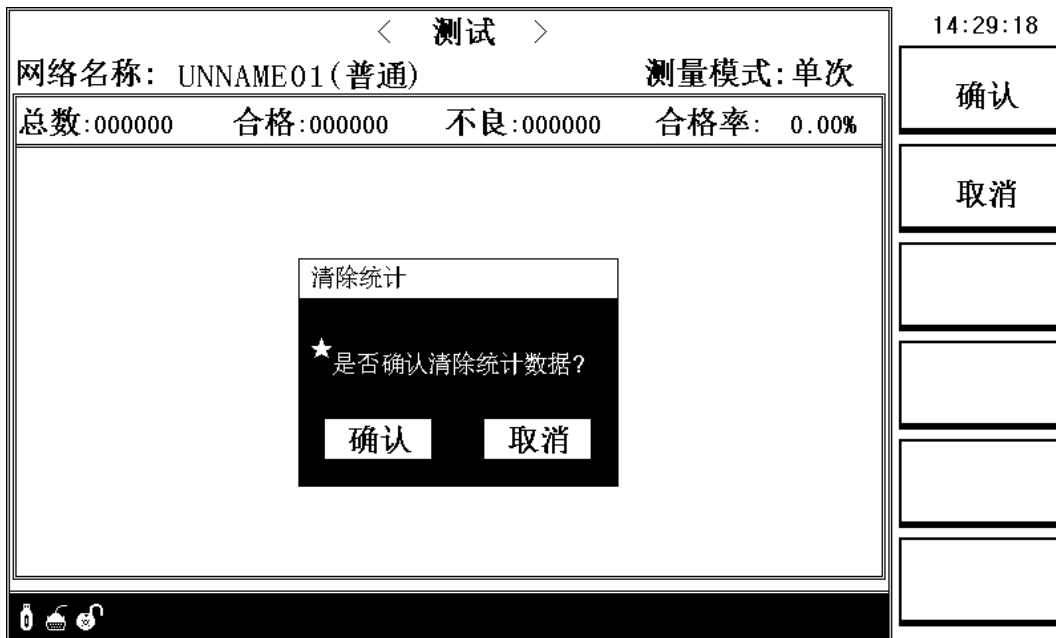 < 测试 >
14:29:18
网络名称: UNNAME01(普通) 测量模式:单次
确认
总数:000000 合格:000000 不良:000000 合格率: 0.00%
取消
清除统计
★是否确认清除统计数据?
确认 取消